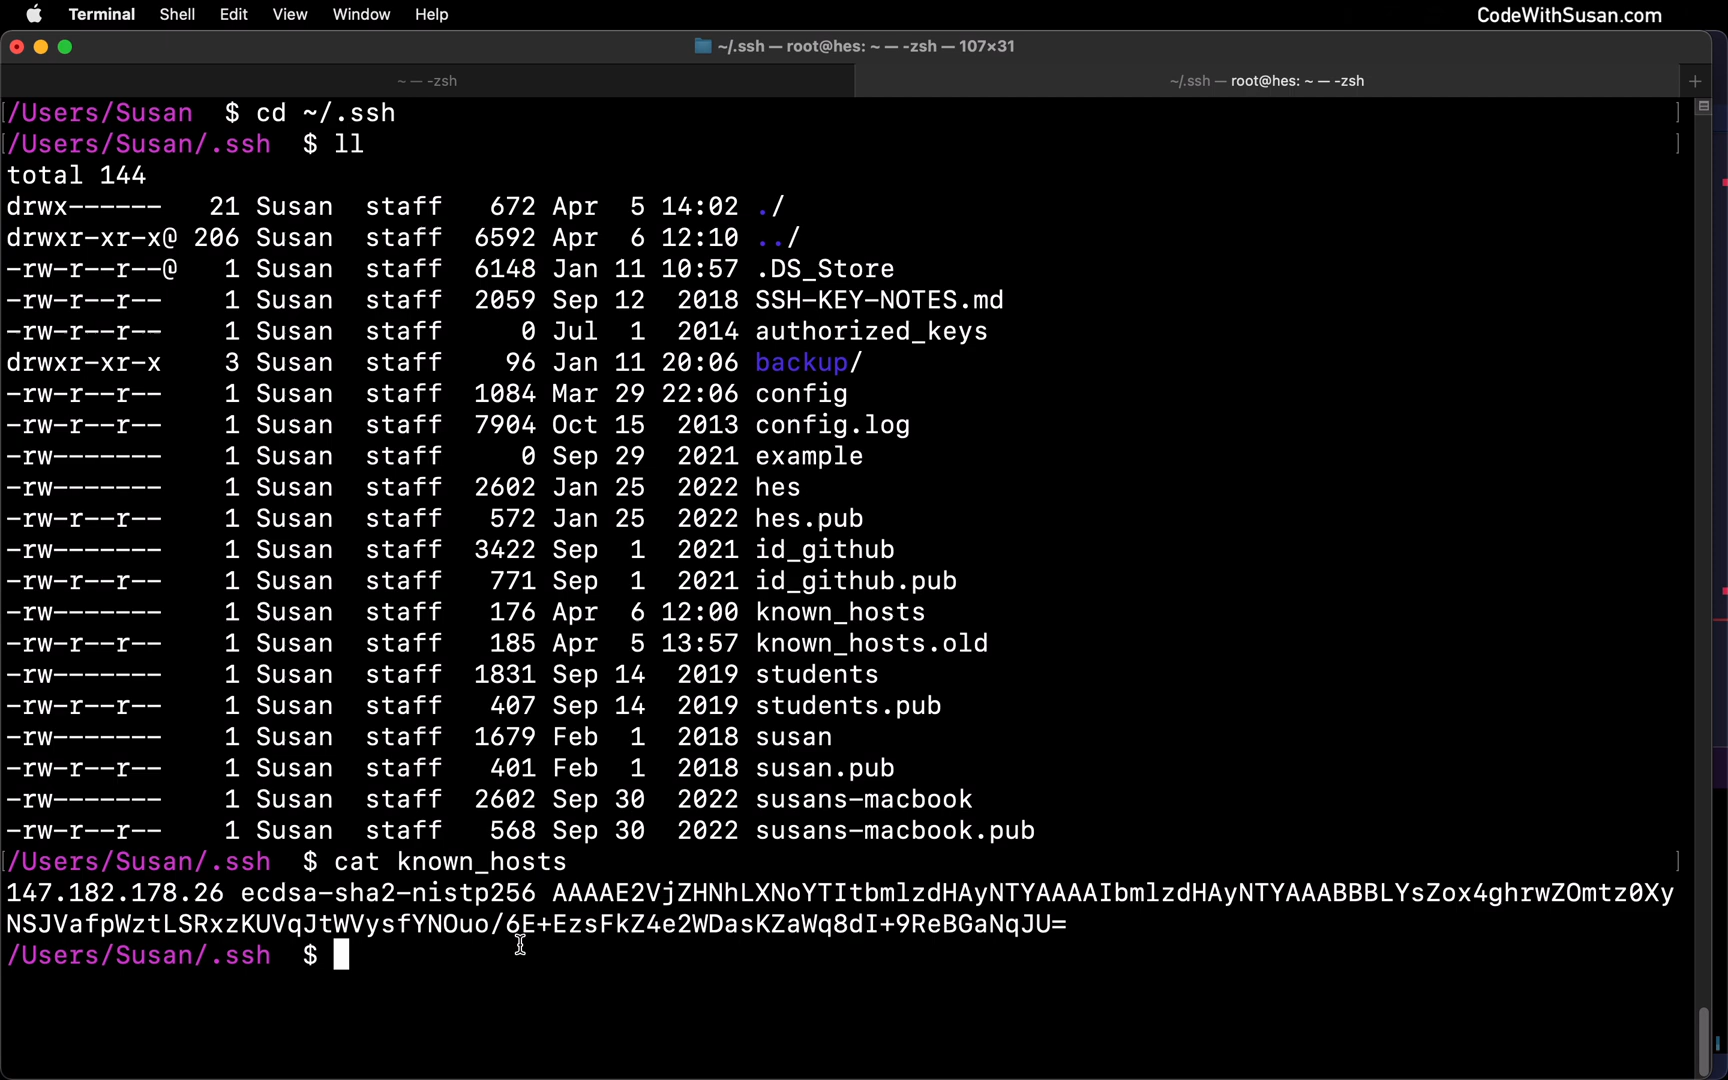 Terminal Shell Edit View Window Help CodeWithSusan.com
~/.ssh — root@hes: ~ — -zsh — 107×31
~ — -zsh ~/.ssh — root@hes: ~ — -zsh +
[/Users/Susan $ cd ~/.ssh ]
[/Users/Susan/.ssh $ ll ]
total 144
drwx------ 21 Susan staff 672 Apr 5 14:02 ./
drwxr-xr-x@ 206 Susan staff 6592 Apr 6 12:10 ../
-rw-r--r--@ 1 Susan staff 6148 Jan 11 10:57 .DS_Store
-rw-r--r-- 1 Susan staff 2059 Sep 12 2018 SSH-KEY-NOTES.md
-rw-r--r-- 1 Susan staff 0 Jul 1 2014 authorized_keys
drwxr-xr-x 3 Susan staff 96 Jan 11 20:06 backup/
-rw-r--r-- 1 Susan staff 1084 Mar 29 22:06 config
-rw-r--r-- 1 Susan staff 7904 Oct 15 2013 config.log
-rw------- 1 Susan staff 0 Sep 29 2021 example
-rw------- 1 Susan staff 2602 Jan 25 2022 hes
-rw-r--r-- 1 Susan staff 572 Jan 25 2022 hes.pub
-rw------- 1 Susan staff 3422 Sep 1 2021 id_github
-rw-r--r-- 1 Susan staff 771 Sep 1 2021 id_github.pub
-rw------- 1 Susan staff 176 Apr 6 12:00 known_hosts
-rw-r--r-- 1 Susan staff 185 Apr 5 13:57 known_hosts.old
-rw------- 1 Susan staff 1831 Sep 14 2019 students
-rw-r--r-- 1 Susan staff 407 Sep 14 2019 students.pub
-rw------- 1 Susan staff 1679 Feb 1 2018 susan
-rw-r--r-- 1 Susan staff 401 Feb 1 2018 susan.pub
-rw------- 1 Susan staff 2602 Sep 30 2022 susans-macbook
-rw-r--r-- 1 Susan staff 568 Sep 30 2022 susans-macbook.pub
[/Users/Susan/.ssh $ cat known_hosts ]
147.182.178.26 ecdsa-sha2-nistp256 AAAAE2VjZHNhLXNoYTItbmlzdHAyNTYAAAAIbmlzdHAyNTYAAABBBLYsZox4ghrwZOmtz0Xy
NSJVafpWztLSRxzKUVqJtWVysfYNOuo/6E+EzsFkZ4e2WDasKZaWq8dI+9ReBGaNqJU=
/Users/Susan/.ssh $